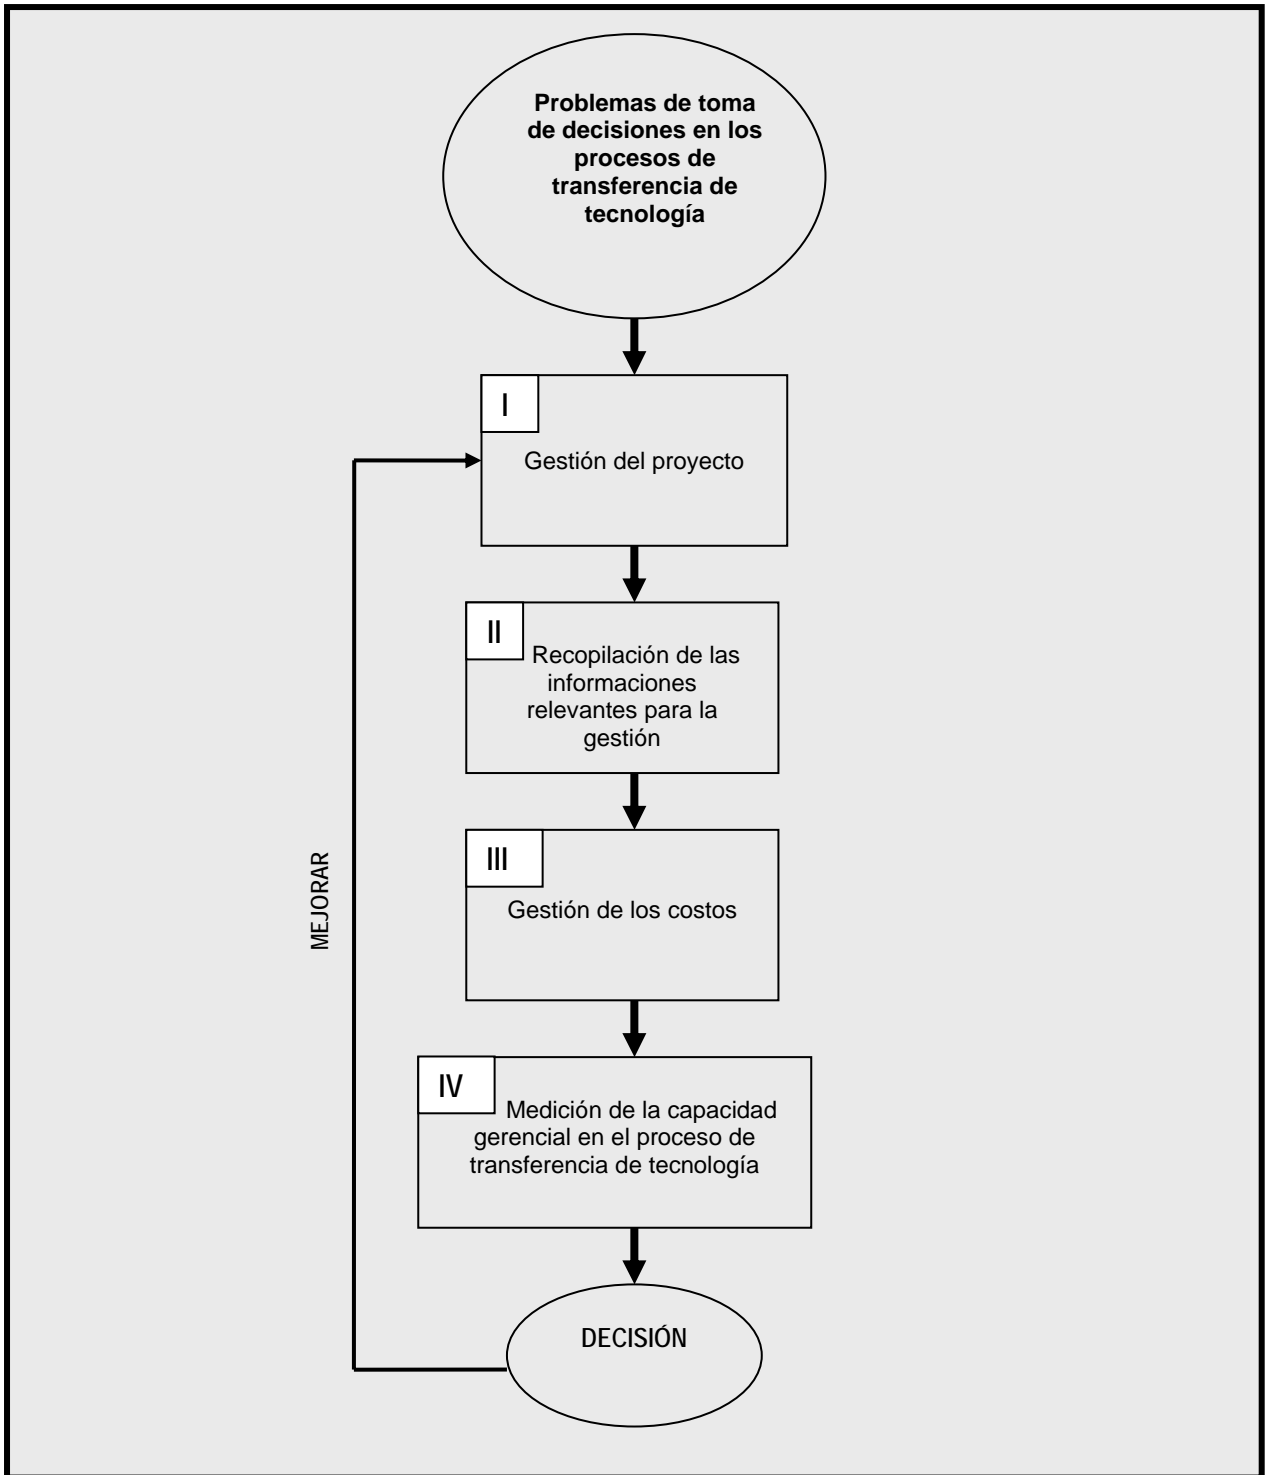 Problemas de toma
de decisiones en los
procesos de
transferencia de
tecnología
I
Gestión del proyecto
II
Recopilación de las
informaciones
relevantes para la
gestión
III
Gestión de los costos
MEJORAR
IV
Medición de la capacidad
gerencial en el proceso de
transferencia de tecnología
DECISIÓN